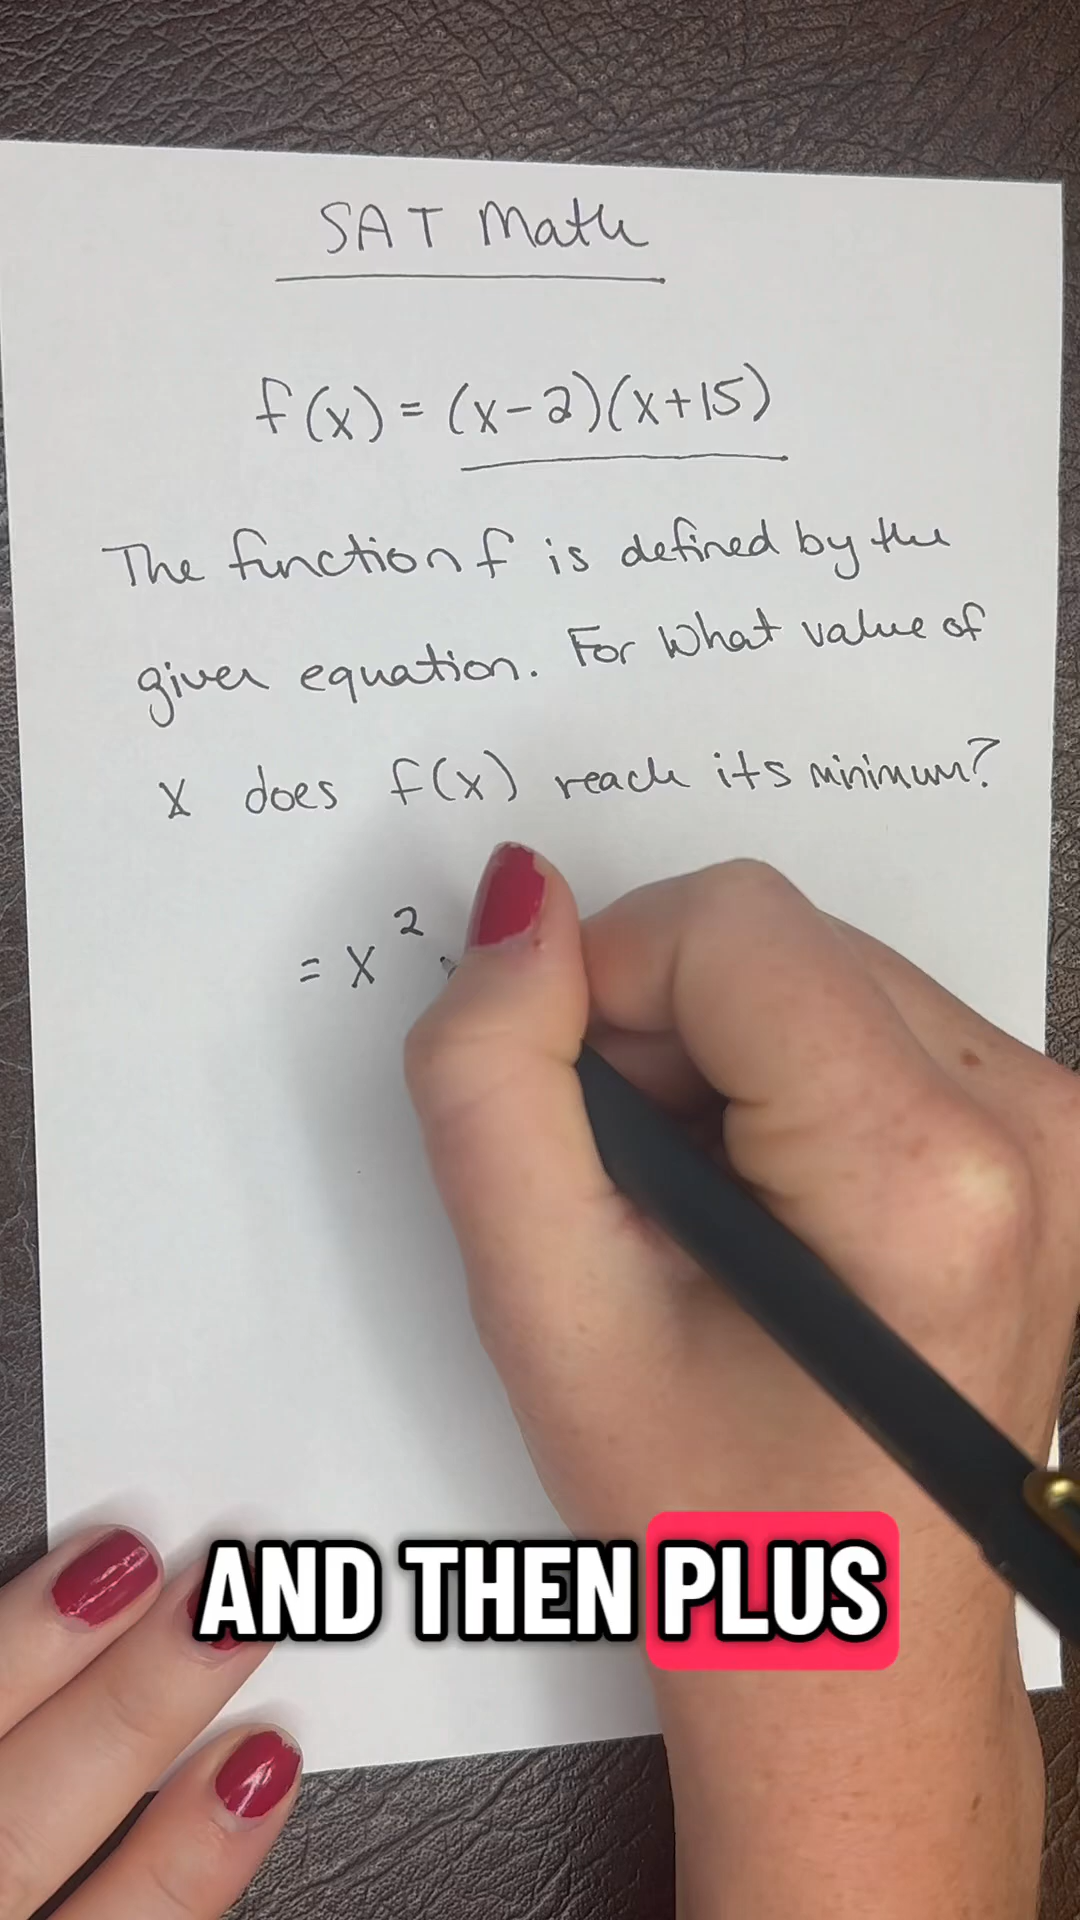 SAT Math
f(x) = (x-2)(x+15)
The function f is defined by the
given equation. For What value of
x does f(x) reach its minimum?
= x²
AND THEN PLUS